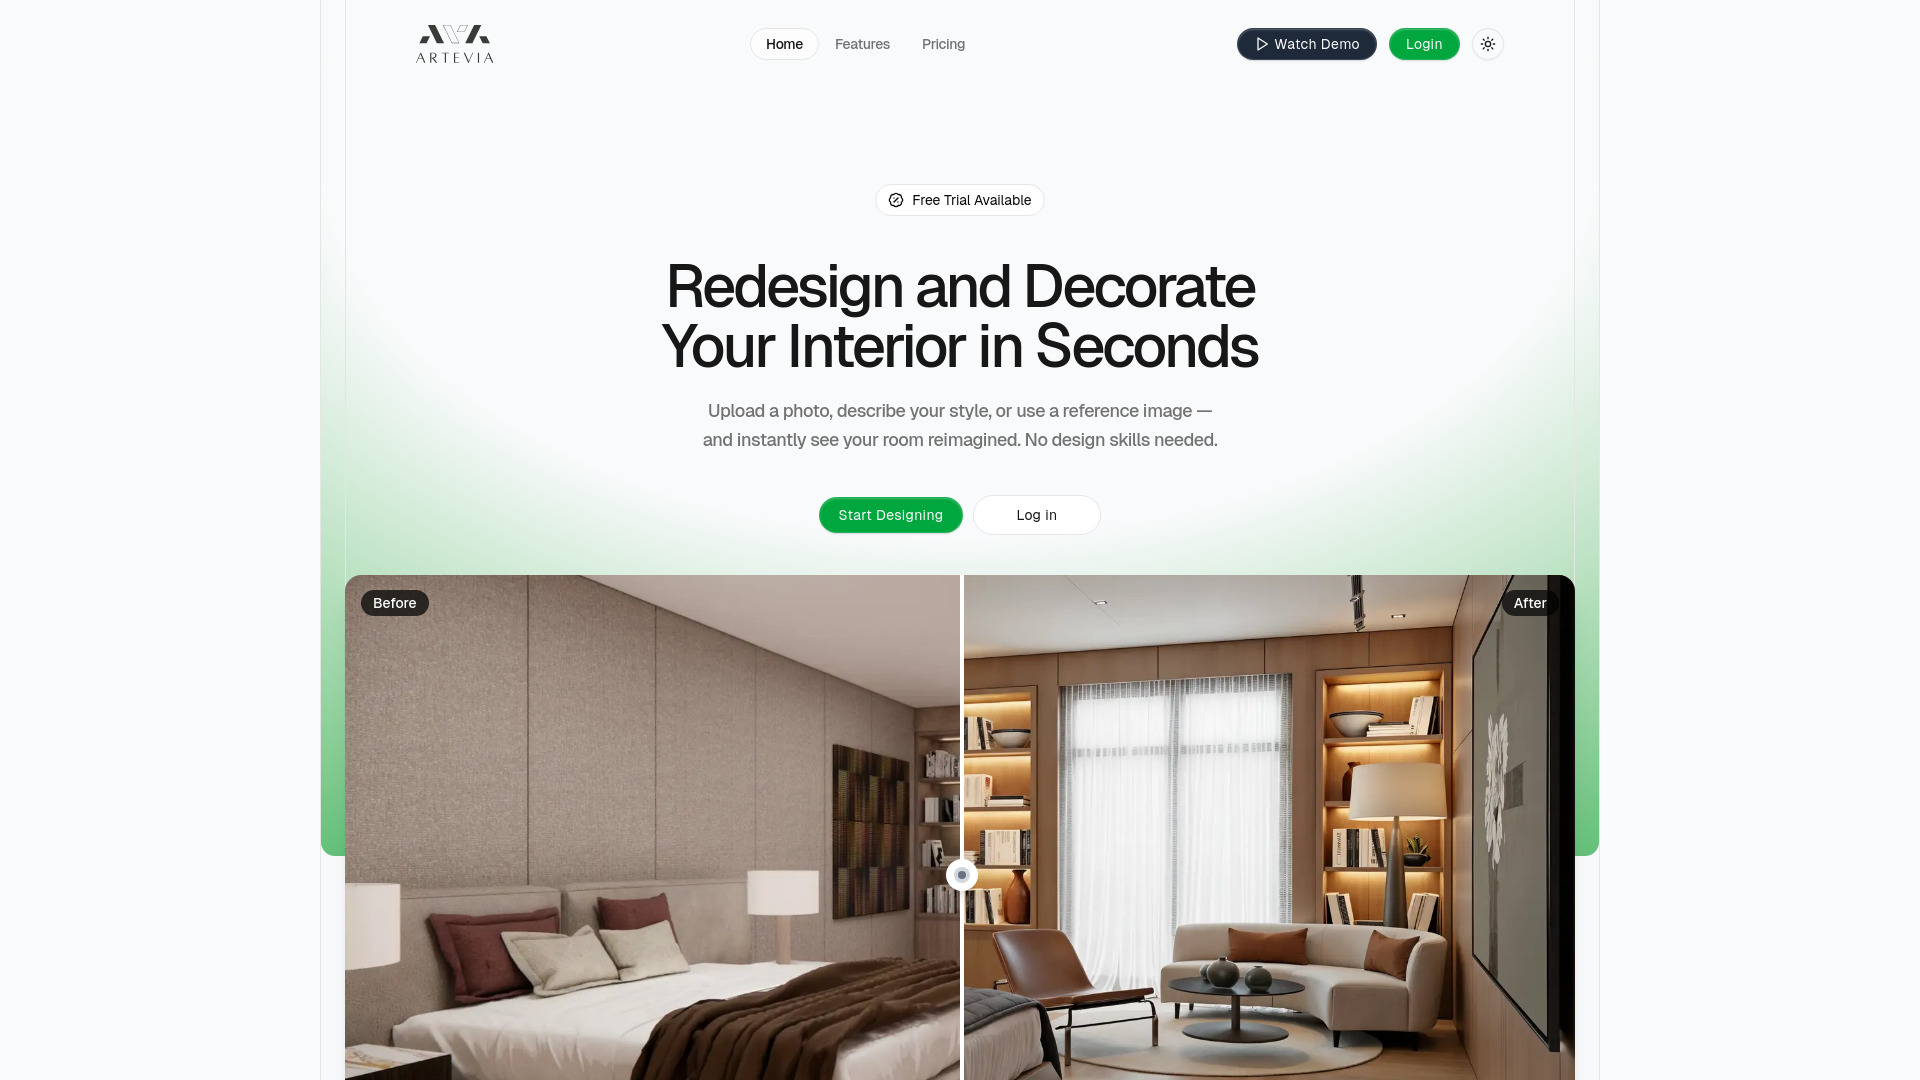 ARTEVIA
Home
Features
Pricing
Watch Demo
Login
Free Trial Available
Redesign and Decorate
Your Interior in Seconds
Upload a photo, describe your style, or use a reference image —
and instantly see your room reimagined. No design skills needed.
Start Designing
Log in
Before
After